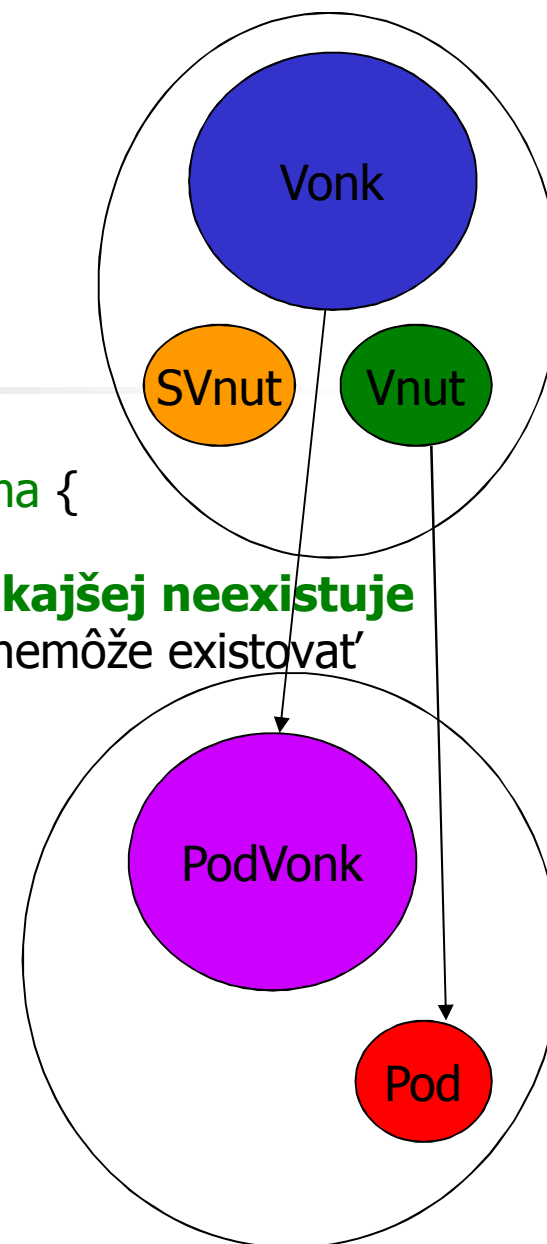 Vonk
SVnut Vnut
na {
kajšej neexistuje
nemôže existovať
PodVonk
Pod